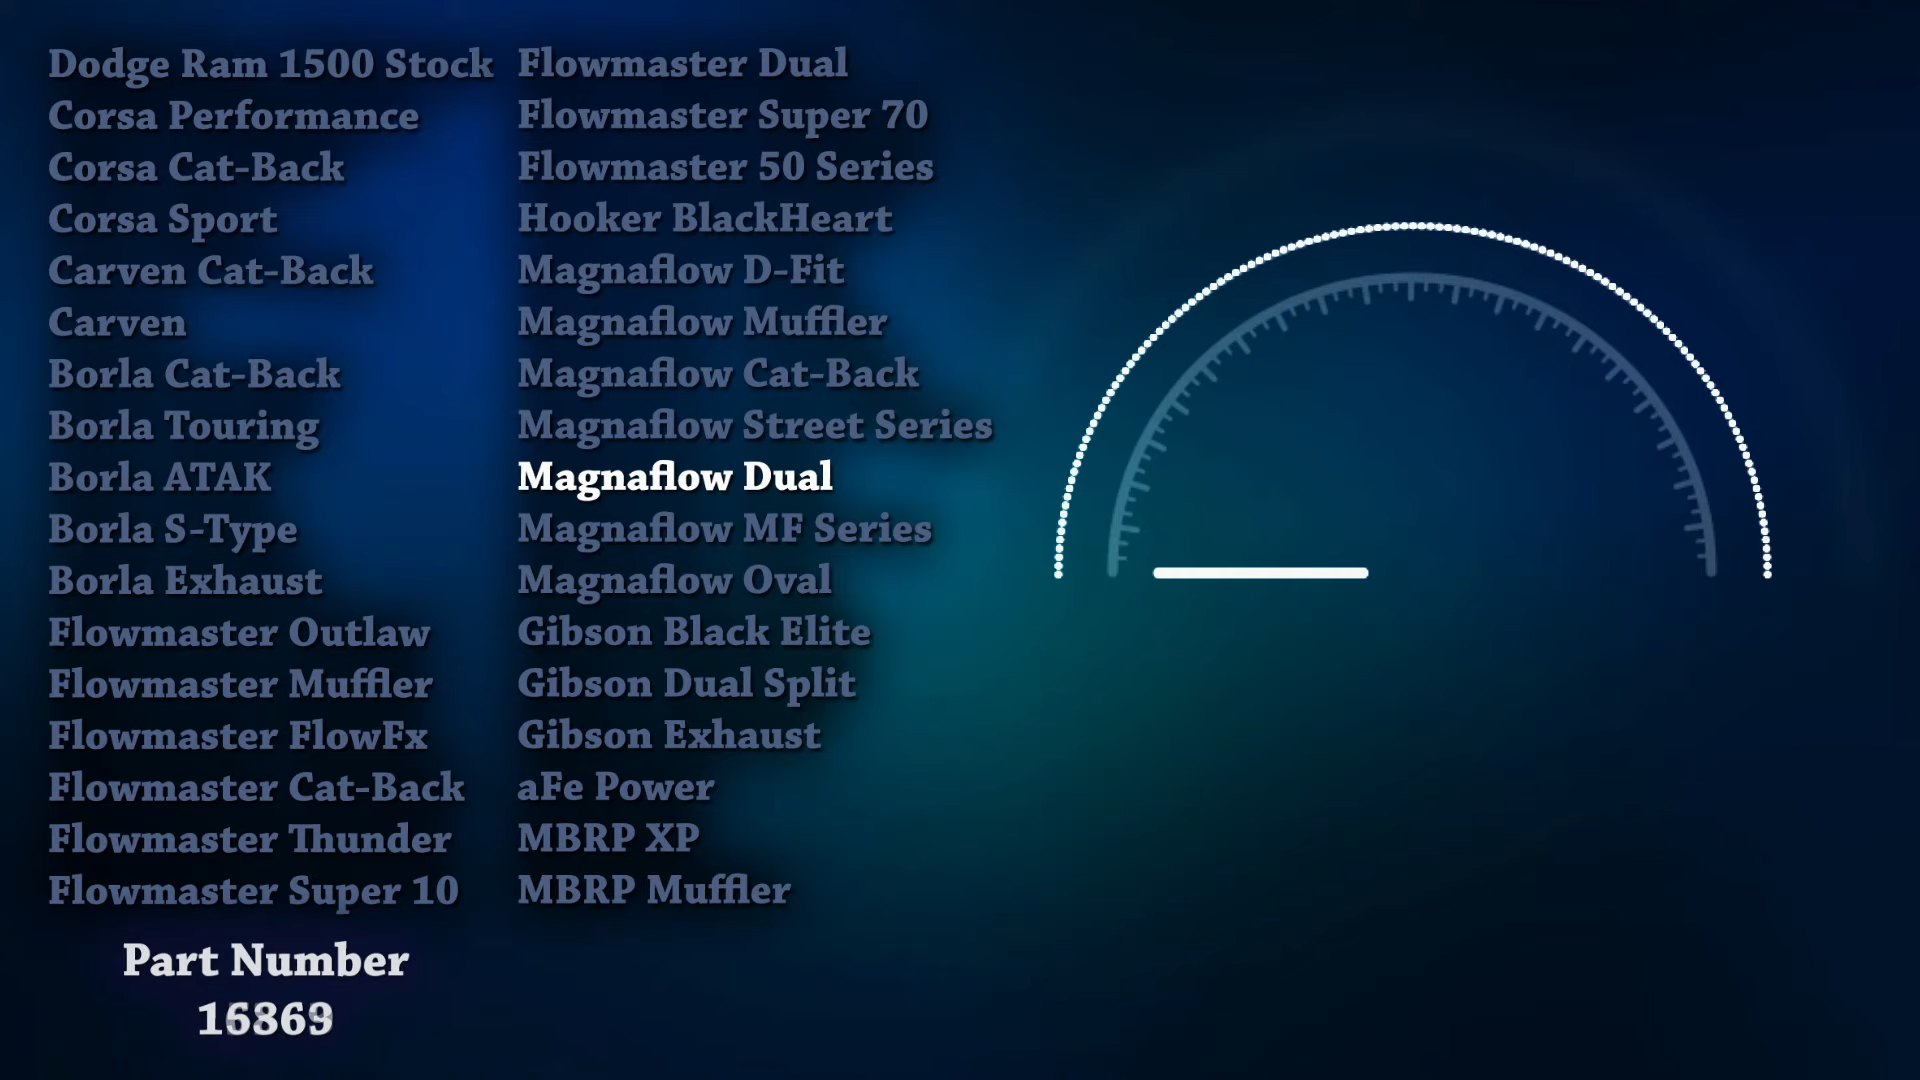 Dodge Ram 1500 Stock
Corsa Performance
Corsa Cat-Back
Corsa Sport
Carven Cat-Back
Carven
Borla Cat-Back
Borla Touring
Borla ATAK
Borla S-Type
Borla Exhaust
Flowmaster Outlaw
Flowmaster Muffler
Flowmaster FlowFx
Flowmaster Cat-Back
Flowmaster Thunder
Flowmaster Super 10
Flowmaster Dual
Flowmaster Super 70
Flowmaster 50 Series
Hooker BlackHeart
Magnaflow D-Fit
Magnaflow Muffler
Magnaflow Cat-Back
Magnaflow Street Series
Magnaflow Dual
Magnaflow MF Series
Magnaflow Oval
Gibson Black Elite
Gibson Dual Split
Gibson Exhaust
aFe Power
MBRP XP
MBRP Muffler
Part Number